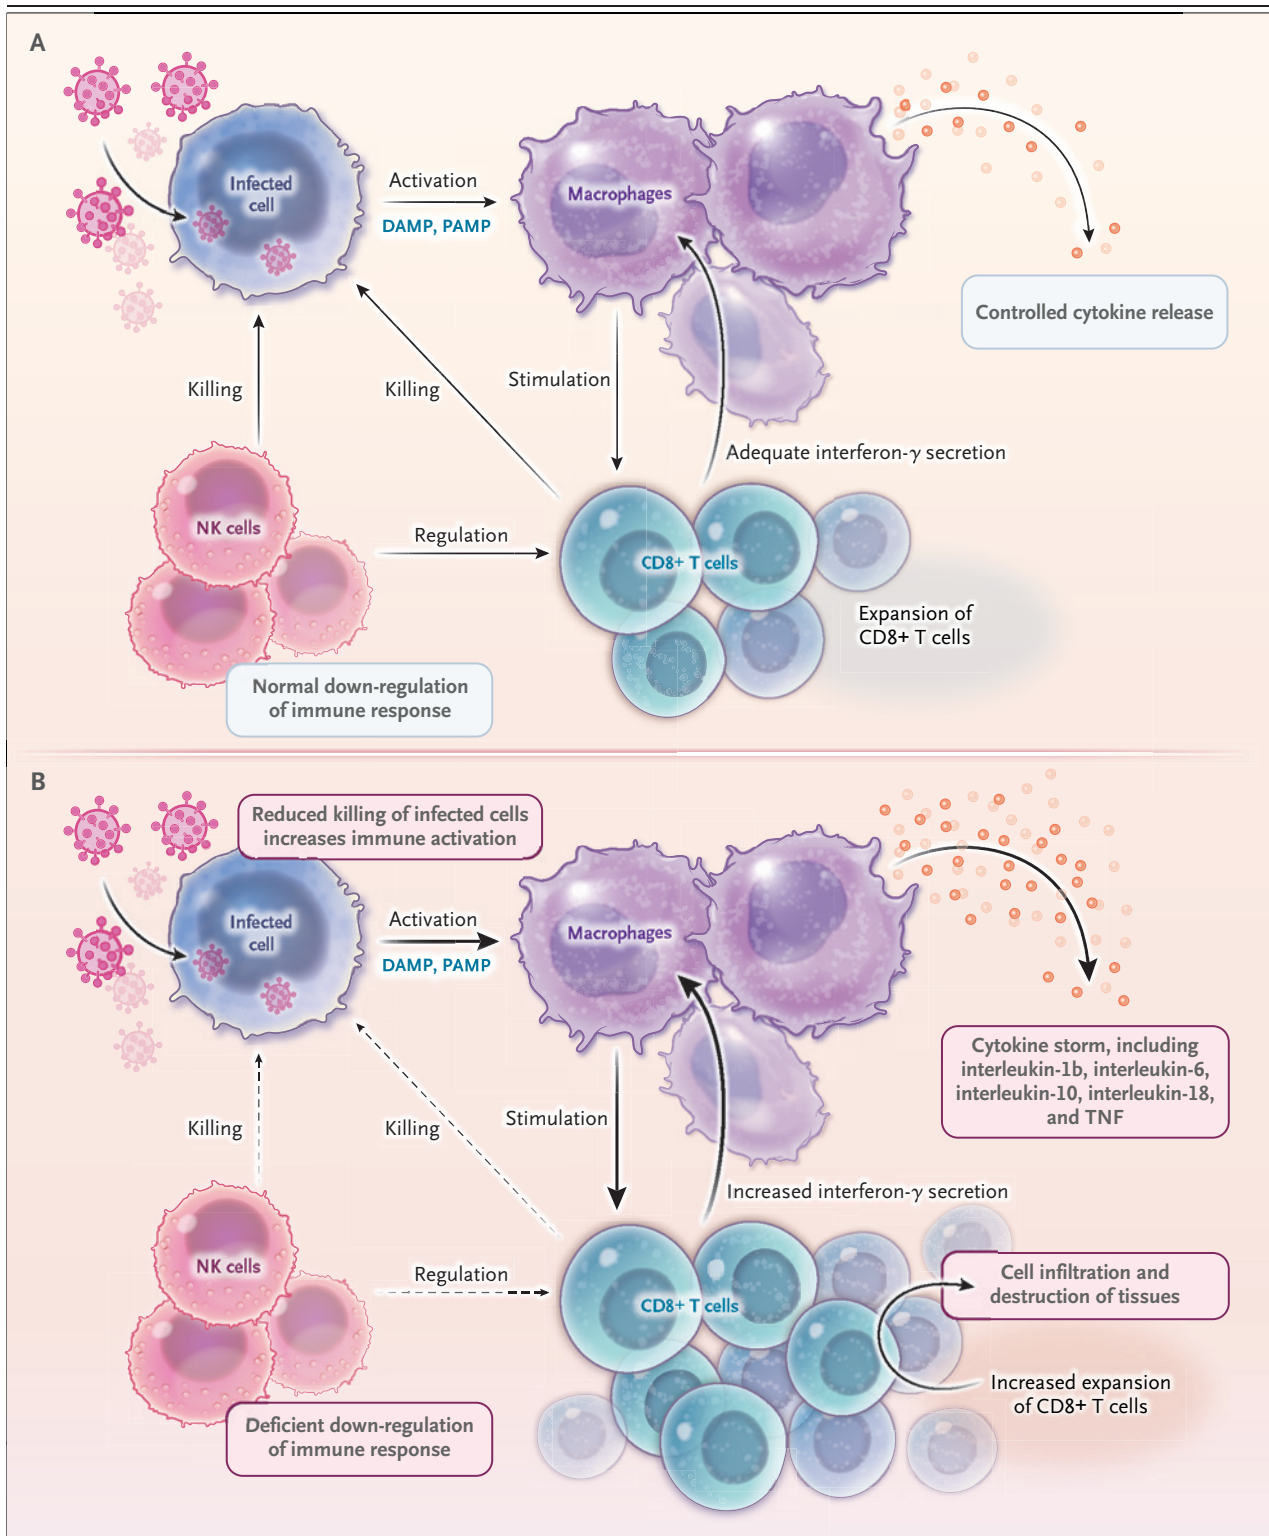 A
Infected
cell
Activation
DAMP, PAMP
Macrophages
Controlled cytokine release
Killing
Killing
Stimulation
Adequate interferon-γ secretion
NK cells
Regulation
CD8+ T cells
Expansion of
CD8+ T cells
Normal down-regulation
of immune response
B
Reduced killing of infected cells
increases immune activation
Infected
cell
Activation
DAMP, PAMP
Macrophages
Cytokine storm, including
interleukin-1b, interleukin-6,
interleukin-10, interleukin-18,
and TNF
Killing
Killing
Stimulation
Increased interferon-γ secretion
NK cells
Regulation
CD8+ T cells
Cell infiltration and
destruction of tissues
Increased expansion
of CD8+ T cells
Deficient down-regulation
of immune response